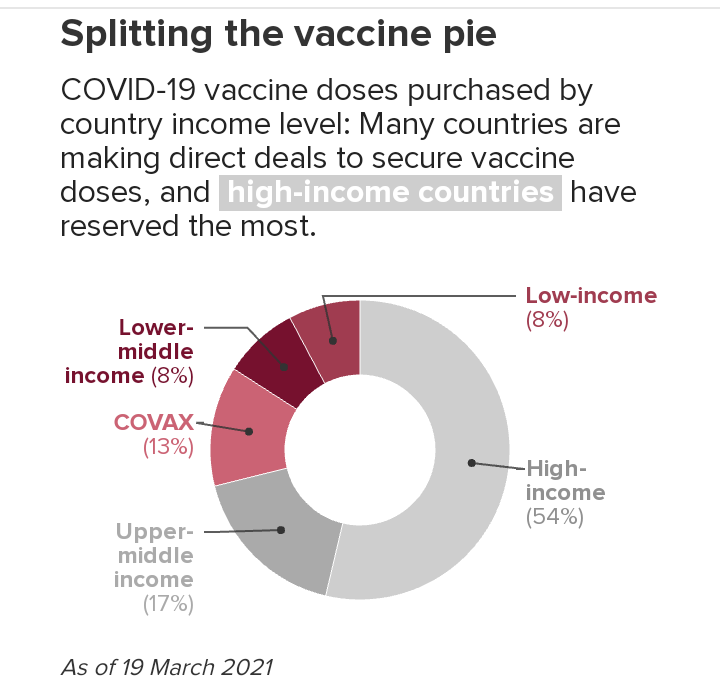 Splitting the vaccine pie
COVID-19 vaccine doses purchased by
country income level: Many countries are
making direct deals to secure vaccine
doses, and high-income countries have
reserved the most.
Low-income
(8%)
Lower-
middle
income (8%)
COVAX
(13%)
High-
income
(54%)
Upper-
middle
income
(17%)
As of 19 March 2021